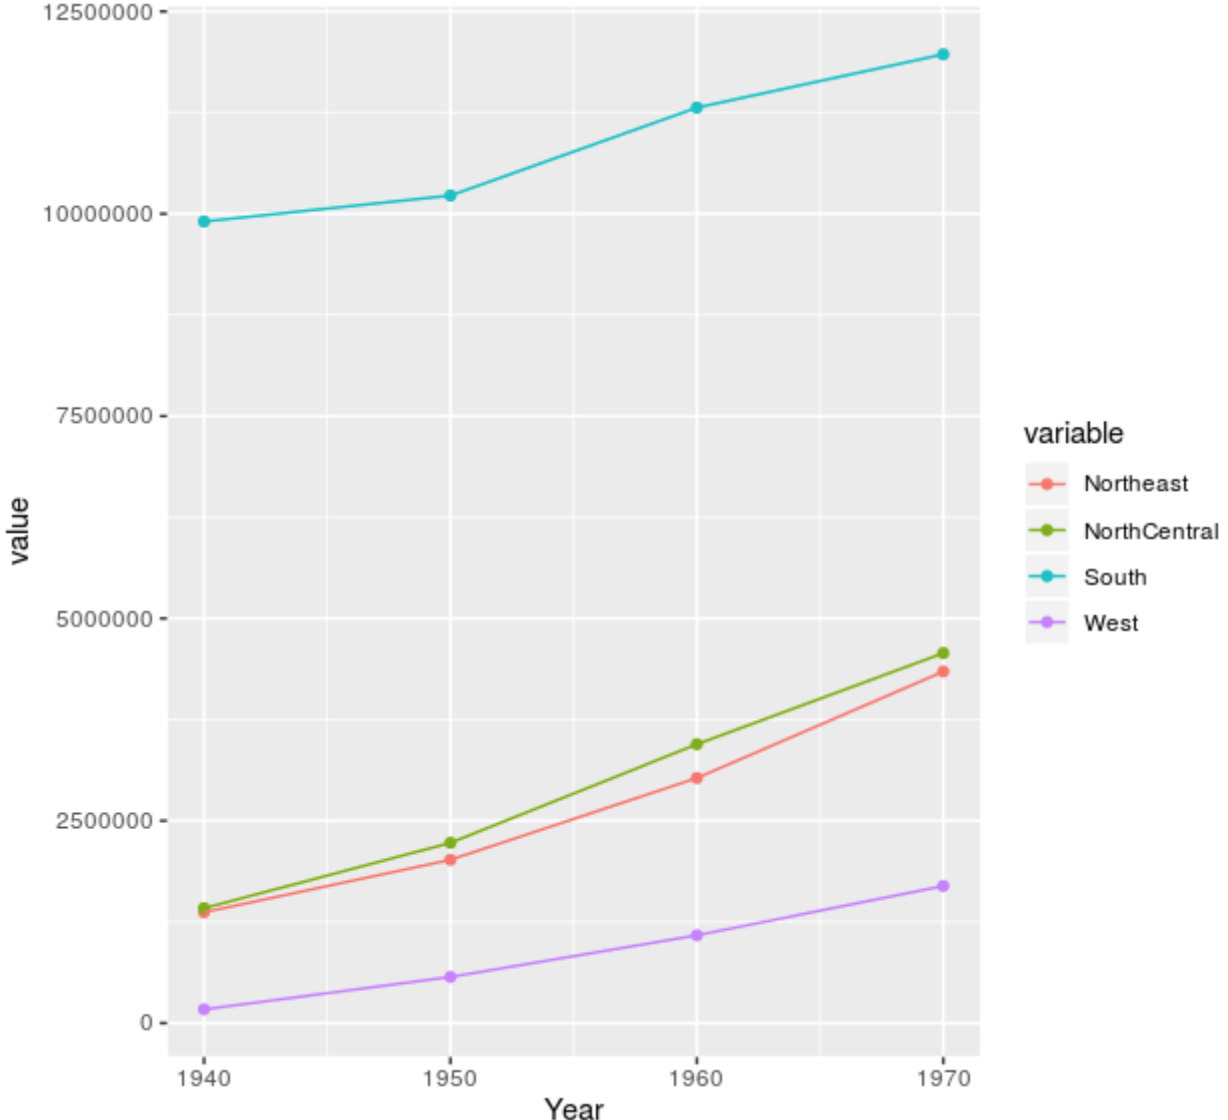 12500000
10000000
7500000
5000000
2500000
0
value
1940 1950 1960 1970
Year
variable
Northeast
NorthCentral
South
West